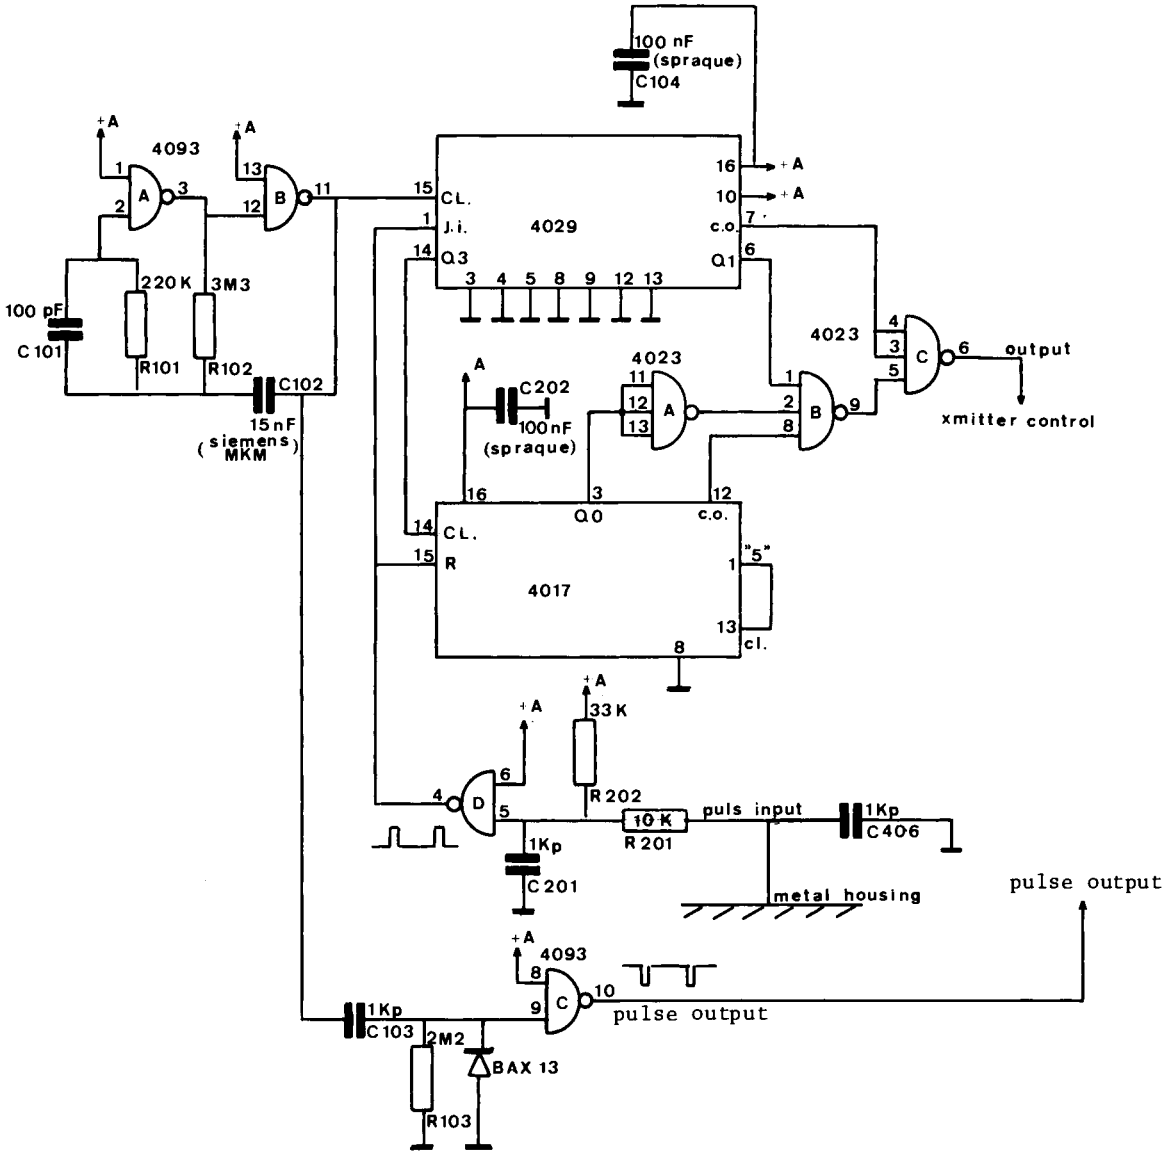 100 nF
(spraque)
C104
+A
4093
1
A
3
2
+A
13
B
11
12
220K
3M3
100 pF
C101
R101
R102
C102
15nF
(siemens)
MKM
15 CL.
1 J.i.
14 Q3
4029
16 +A
10 +A
c.o. 7
Q1 6
3 4 5 8 9 12 13
4023
4
3
5
C
6
output
xmitter control
4023
11
12
13
A
1
2
8
B
9
A
C202
100nF
(spraque)
16
3
Q0
12
c.o.
14 CL.
15 R
4017
1 "5"
13
cl.
8
+A
33K
R202
+A
6
D
4
5
10K
R201
puls input
1Kp
C406
1Kp
C201
metal housing
pulse output
+A
4093
8
9
C
10
pulse output
1Kp
C103
2M2
R103
BAX 13